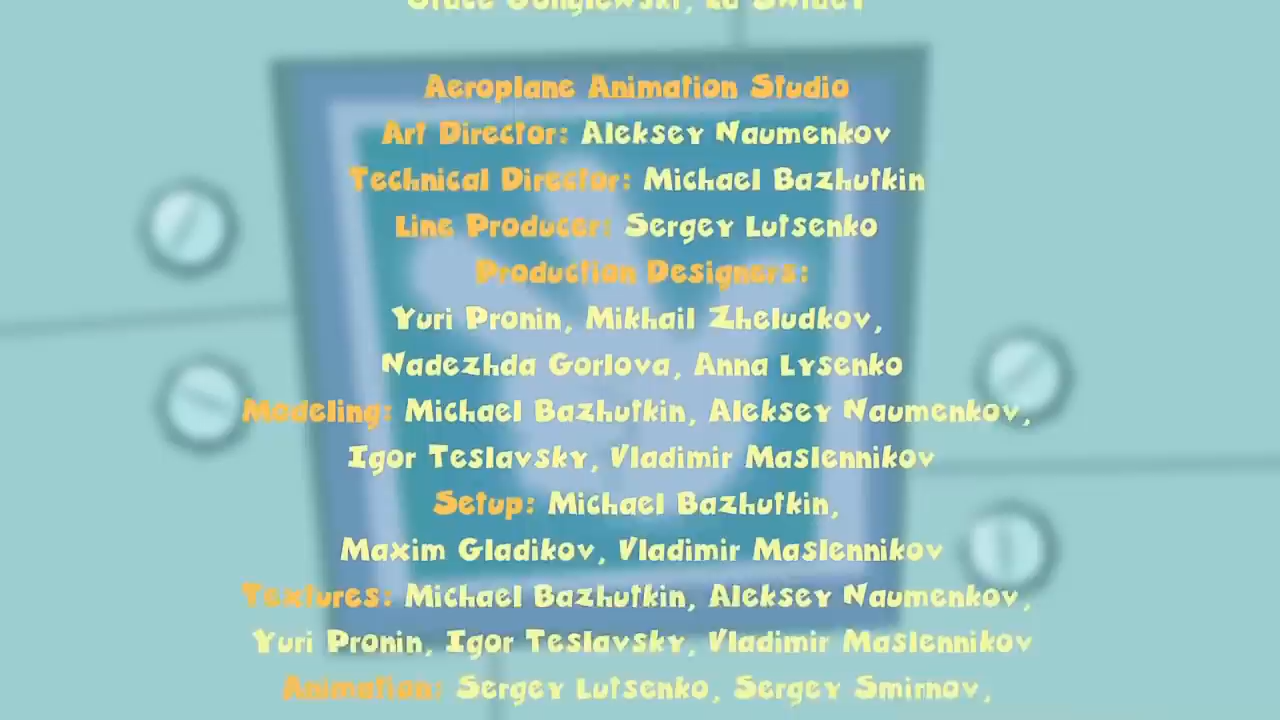 Aeroplane Animation Studio
Art Director: Aleksey Naumenkov
Technical Director: Michael Bazhutkin
Line Producer: Sergey Lutsenko
Production Designers:
Yuri Pronin, Mikhail Zheludkov,
Nadezhda Gorlova, Anna Lysenko
Modeling: Michael Bazhutkin, Aleksey Naumenkov,
Igor Teslavsky, Vladimir Maslennikov
Setup: Michael Bazhutkin,
Maxim Gladikov, Vladimir Maslennikov
Textures: Michael Bazhutkin, Aleksey Naumenkov,
Yuri Pronin, Igor Teslavsky, Vladimir Maslennikov
Animation: Sergey Lutsenko, Sergey Smirnov,